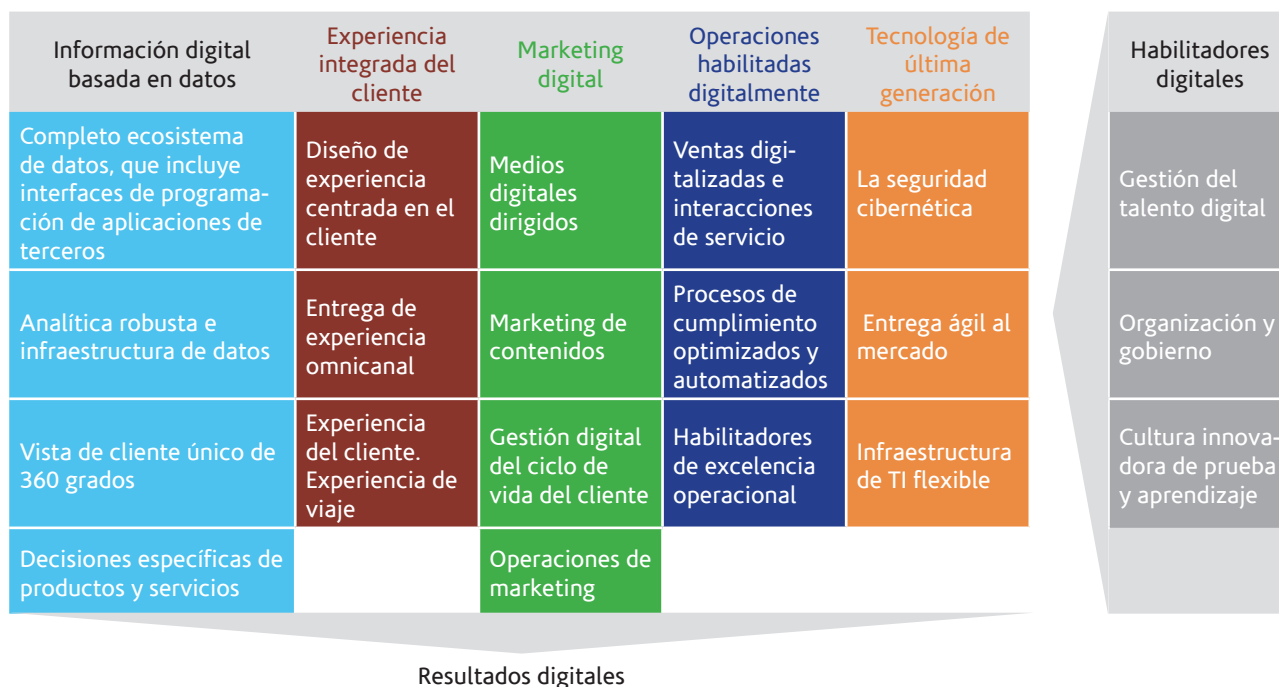 Información digital
basada en datos
Experiencia
integrada del
cliente
Marketing
digital
Operaciones
habilitadas
digitalmente
Tecnología de
última
generación
Habilitadores
digitales
Completo ecosistema
de datos, que incluye
interfaces de programa-
ción de aplicaciones de
terceros
Diseño de
experiencia
centrada en el
cliente
Medios
digitales
dirigidos
Ventas digi-
talizadas e
interacciones
de servicio
La seguridad
cibernética
Gestión del
talento digital
Analítica robusta e
infraestructura de datos
Entrega de
experiencia
omnicanal
Marketing de
contenidos
Procesos de
cumplimiento
optimizados y
automatizados
Entrega ágil al
mercado
Organización y
gobierno
Vista de cliente único de
360 grados
Experiencia
del cliente.
Experiencia de
viaje
Gestión digital
del ciclo de
vida del cliente
Habilitadores
de excelencia
operacional
Infraestructura
de TI flexible
Cultura innova-
dora de prueba
y aprendizaje
Decisiones específicas de
productos y servicios
Operaciones de
marketing
Resultados digitales